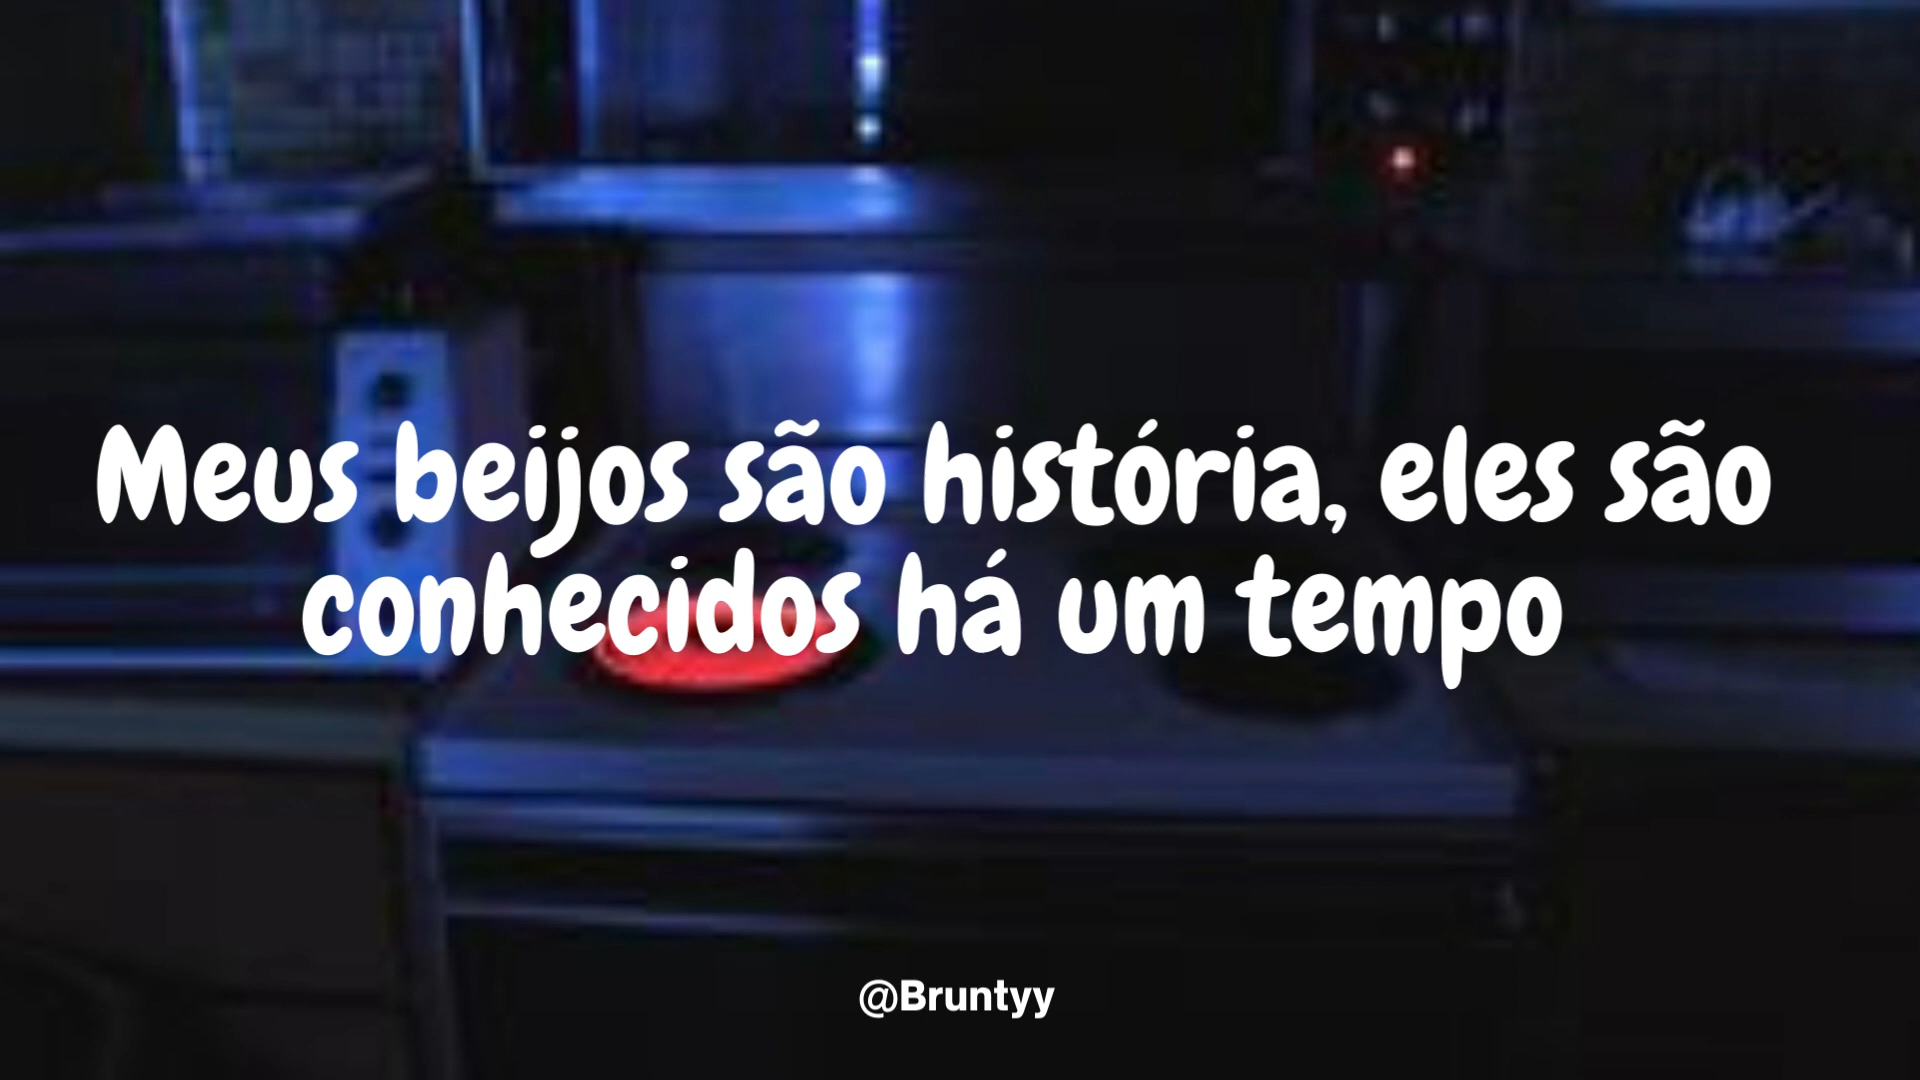 Meus beijos são história, eles são
conhecidos há um tempo
@Bruntyy